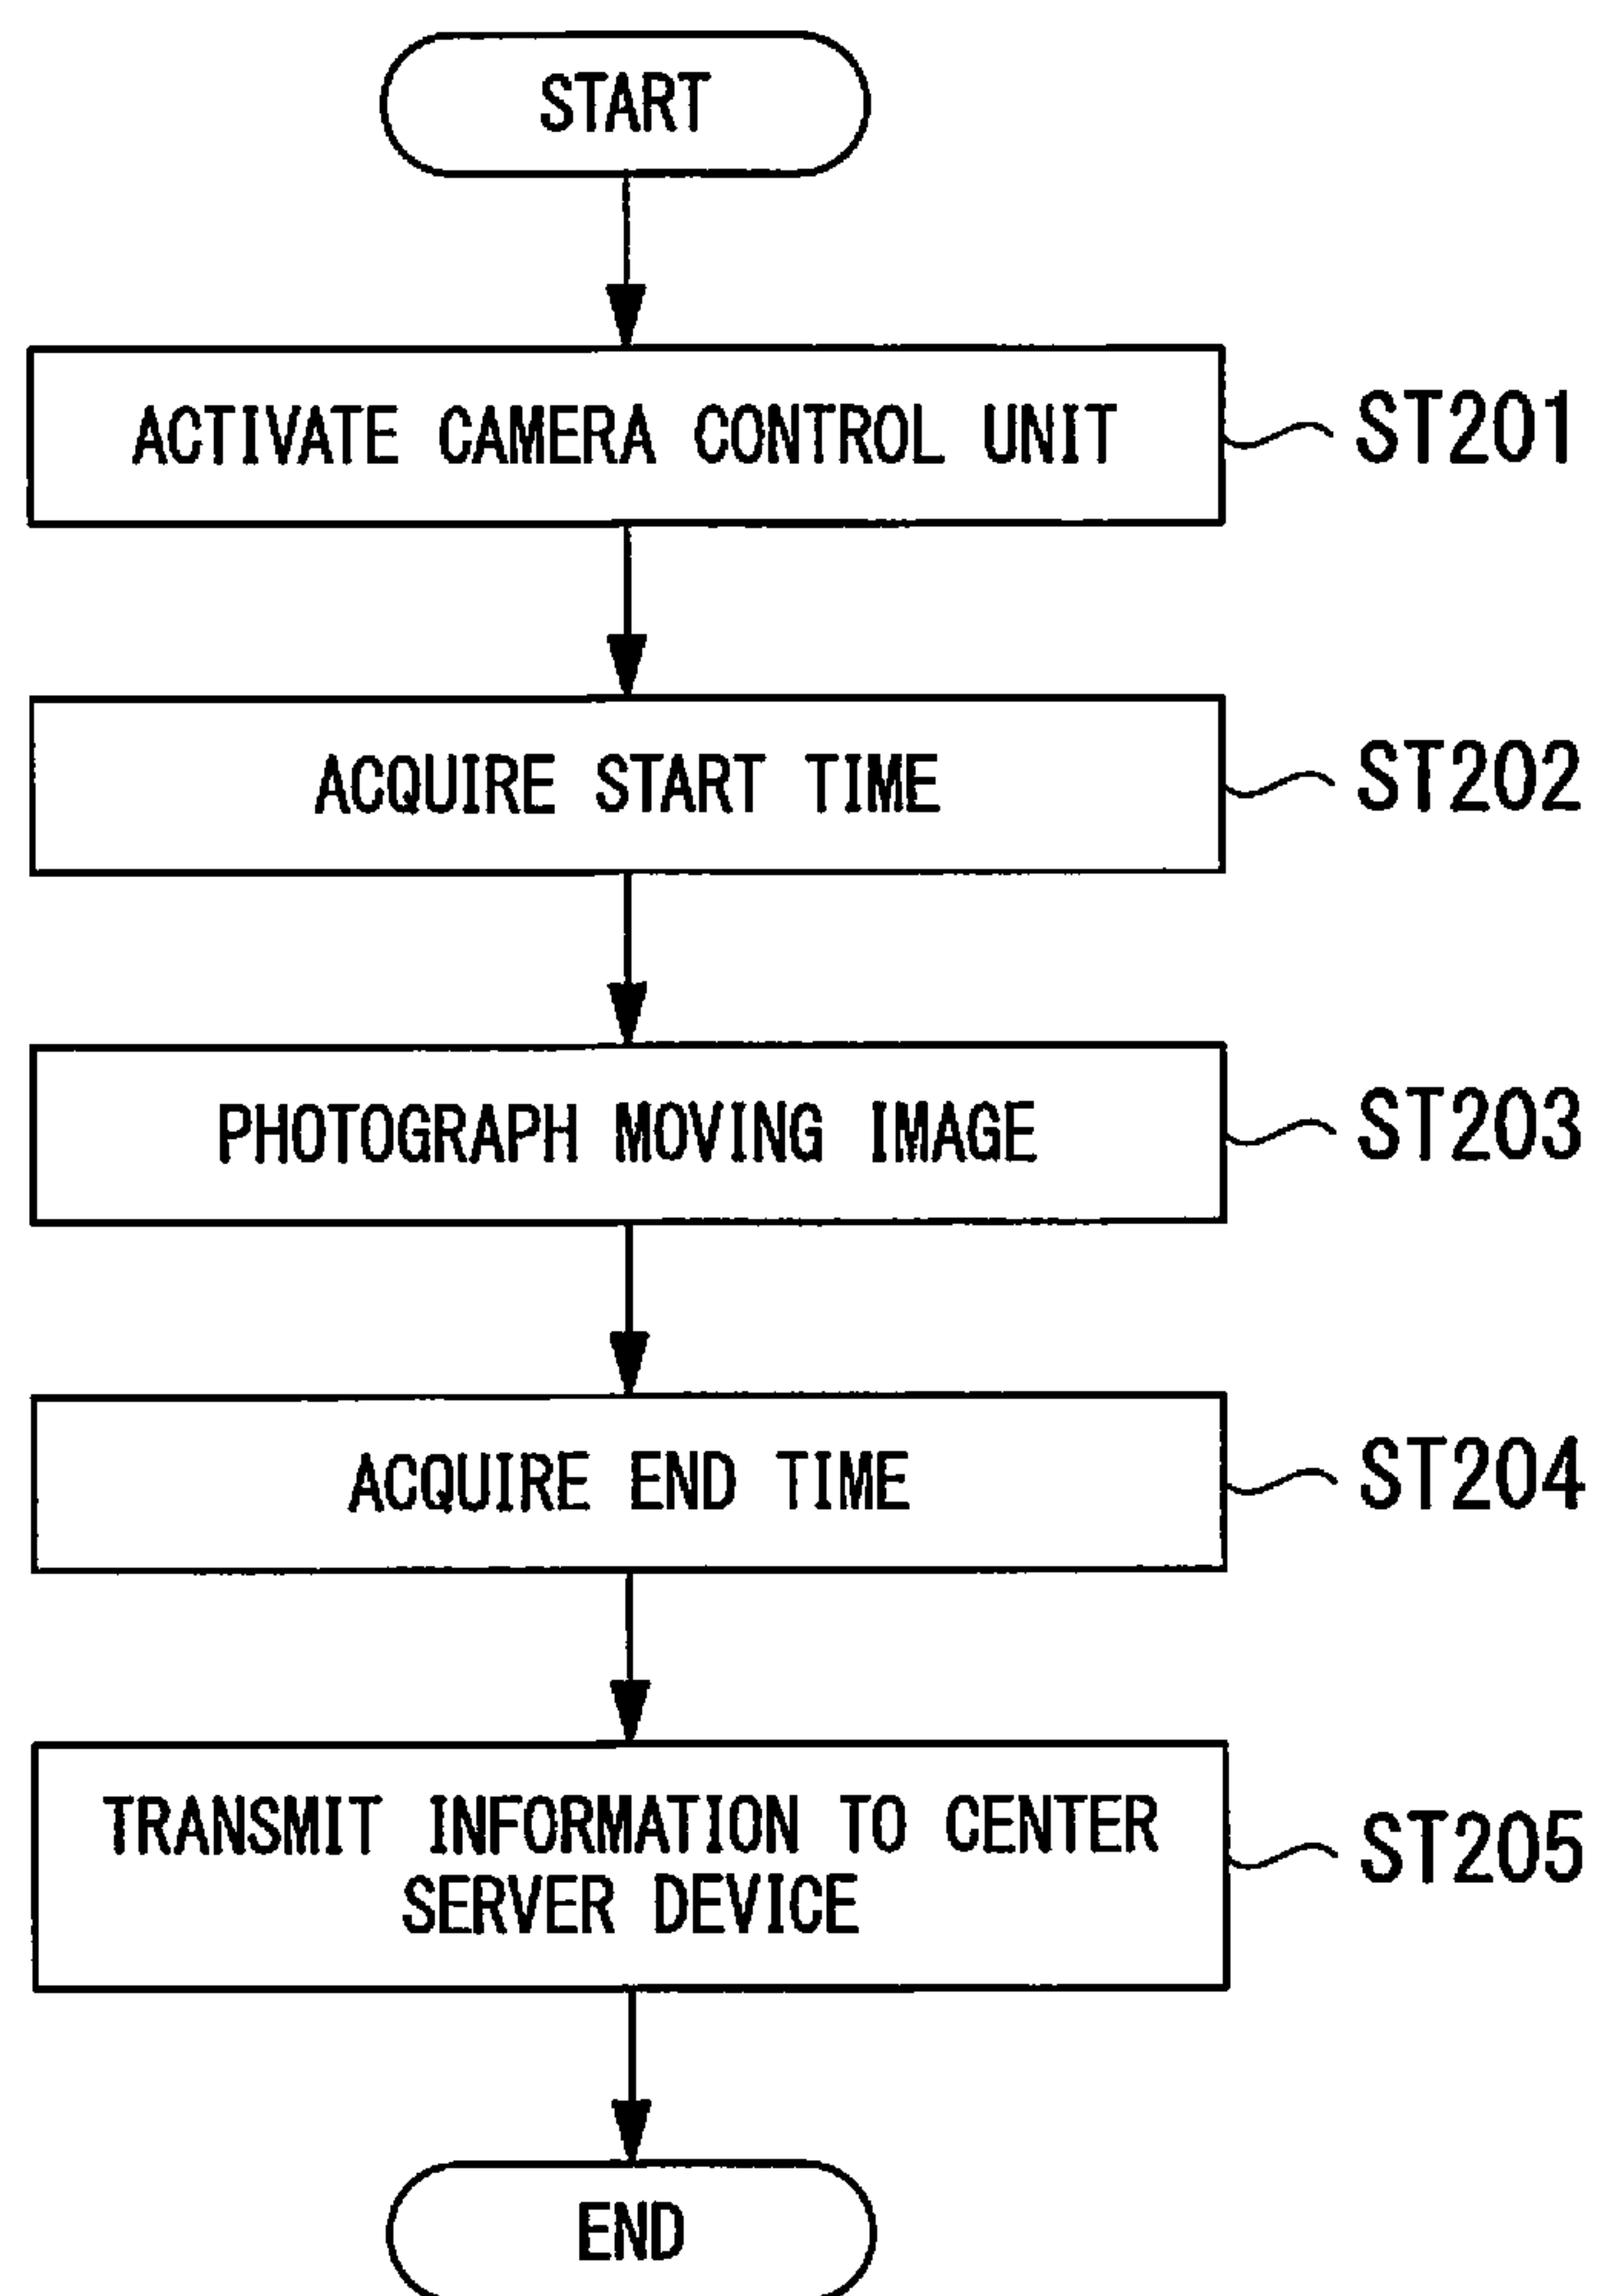 START
ACTIVATE CAMERA CONTROL UNIT
ST201
ACQUIRE START TIME
ST202
PHOTOGRAPH MOVING IMAGE
ST203
ACQUIRE END TIME
ST204
TRANSMIT INFORMATION TO CENTER
SERVER DEVICE
ST205
END